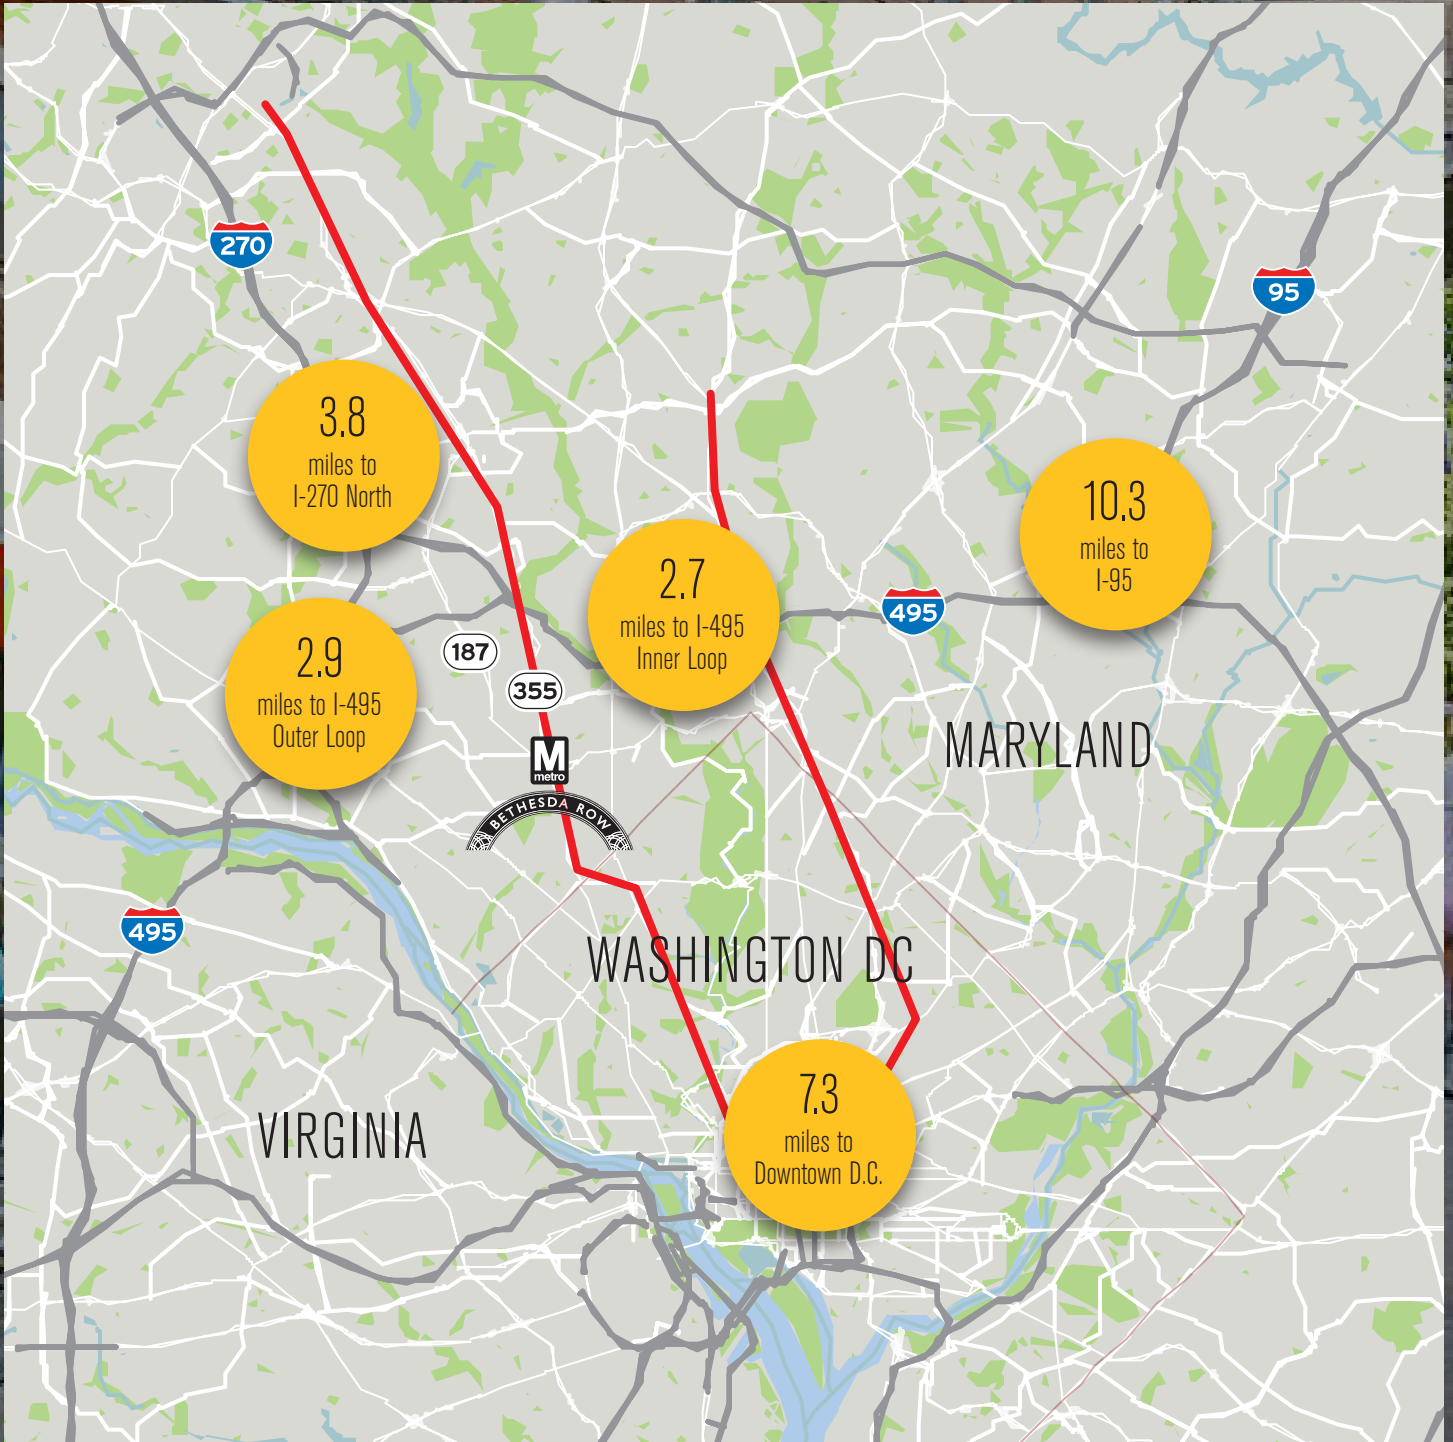 270
95
3.8
miles to
I-270 North
10.3
miles to
I-95
2.7
miles to I-495
Inner Loop
495
2.9
miles to I-495
Outer Loop
187
355
M
metro
MARYLAND
BETHESDA ROW
495
WASHINGTON DC
7.3
miles to
Downtown D.C.
VIRGINIA